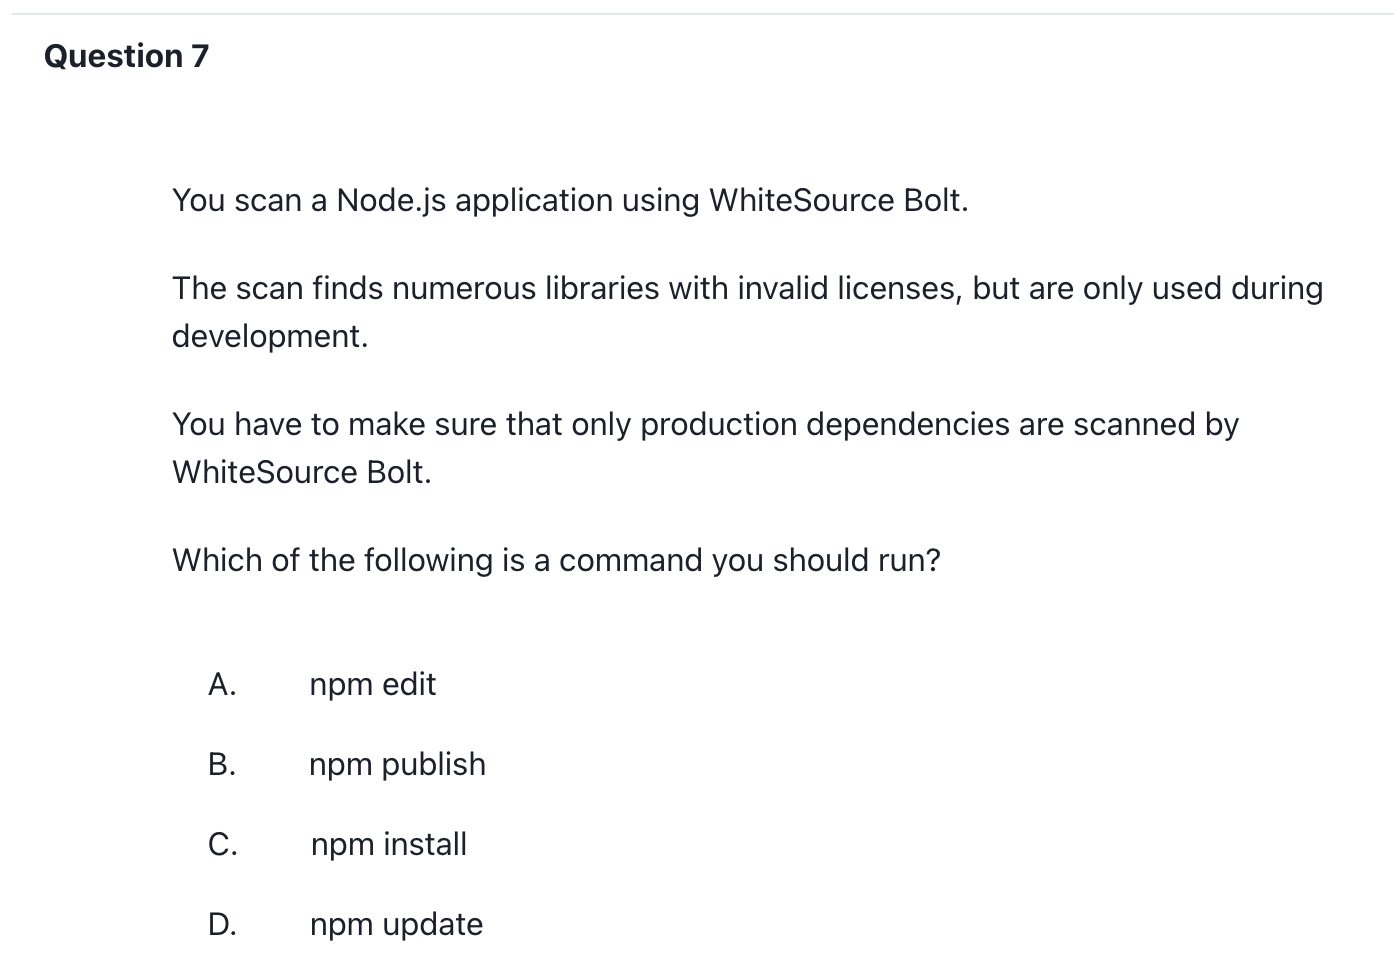 Question 7
You scan a Node.js application using WhiteSource Bolt.
The scan finds numerous libraries with invalid licenses, but are only used during
development.
You have to make sure that only production dependencies are scanned by
WhiteSource Bolt.
Which of the following is a command you should run?
A. npm edit
B. npm publish
C. npm install
D. npm update